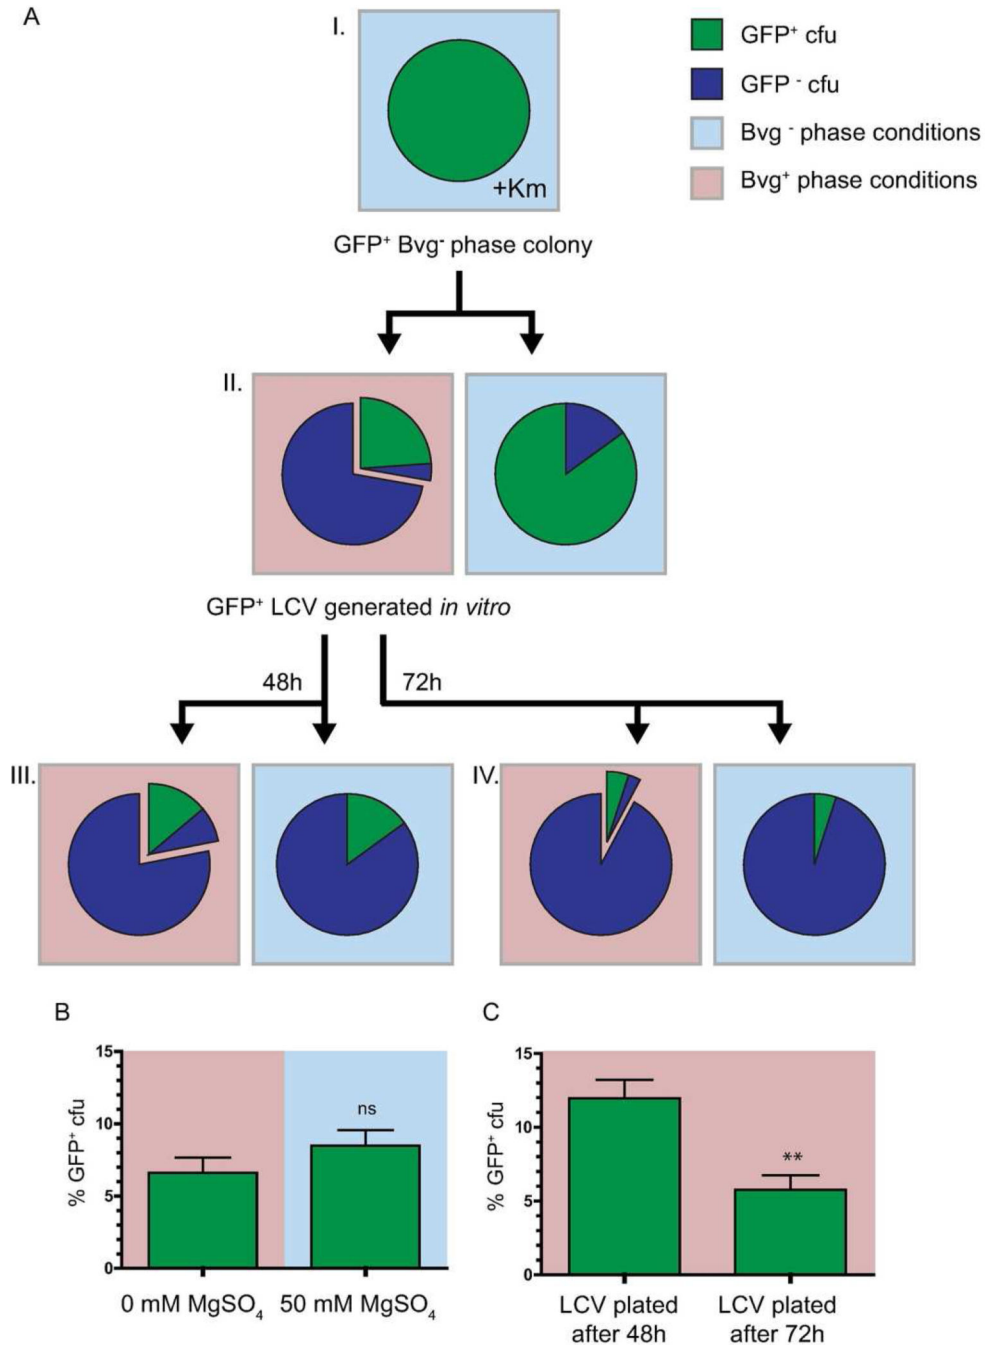 A
I.
GFP⁺ cfu
GFP ⁻ cfu
Bvg ⁻ phase conditions
Bvg⁺ phase conditions
+Km
GFP⁺ Bvg⁻ phase colony
II.
GFP⁺ LCV generated in vitro
48h
72h
III.
IV.
B
15
10
5
0
% GFP⁺ cfu
ns
0 mM MgSO₄
50 mM MgSO₄
C
15
10
5
0
% GFP⁺ cfu
**
LCV plated
after 48h
LCV plated
after 72h